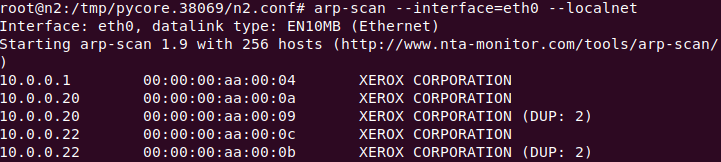 root@n2:/tmp/pycore.38069/n2.conf# arp-scan --interface=eth0 --localnet
Interface: eth0, datalink type: EN10MB (Ethernet)
Starting arp-scan 1.9 with 256 hosts (http://www.nta-monitor.com/tools/arp-scan/
)
10.0.0.1 00:00:00:aa:00:04 XEROX CORPORATION
10.0.0.20 00:00:00:aa:00:0a XEROX CORPORATION
10.0.0.20 00:00:00:aa:00:09 XEROX CORPORATION (DUP: 2)
10.0.0.22 00:00:00:aa:00:0c XEROX CORPORATION
10.0.0.22 00:00:00:aa:00:0b XEROX CORPORATION (DUP: 2)